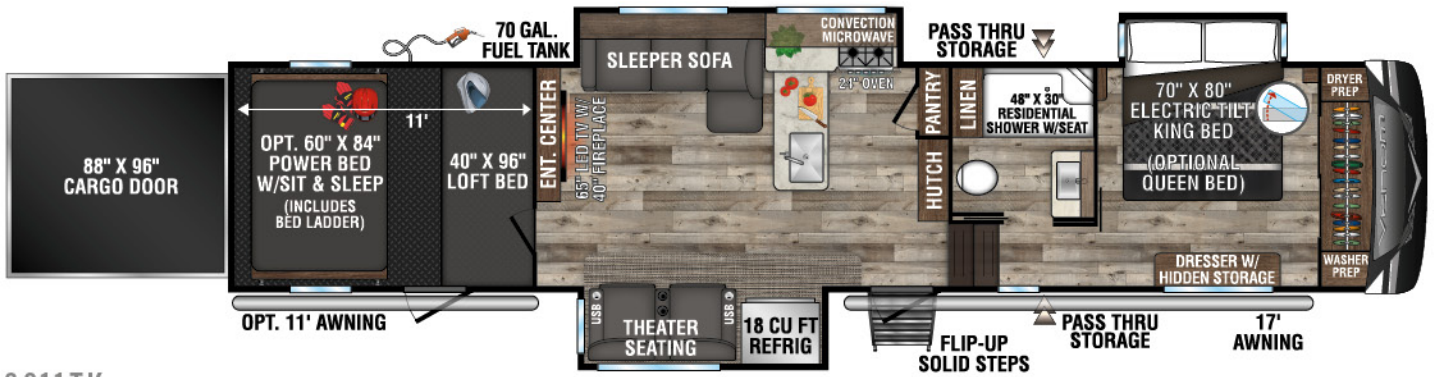 70 GAL.
FUEL TANK
CONVECTION
MICROWAVE
PASS THRU
STORAGE
SLEEPER SOFA
21" OVEN
88" X 96"
CARGO DOOR
11'
OPT. 60" X 84"
POWER BED
W/SIT & SLEEP
(INCLUDES
BED LADDER)
40" X 96"
LOFT BED
ENT. CENTER
65" LED TV W/
40" FIREPLACE
PANTRY
HUTCH
LINEN
48" X 30"
RESIDENTIAL
SHOWER W/SEAT
70" X 80"
ELECTRIC TILT
KING BED
(OPTIONAL
QUEEN BED)
DRYER
PREP
WASHER
PREP
DRESSER W/
HIDDEN STORAGE
OPT. 11' AWNING
USB
THEATER
SEATING
USB
18 CU FT
REFRIG
FLIP-UP
SOLID STEPS
PASS THRU
STORAGE
17'
AWNING